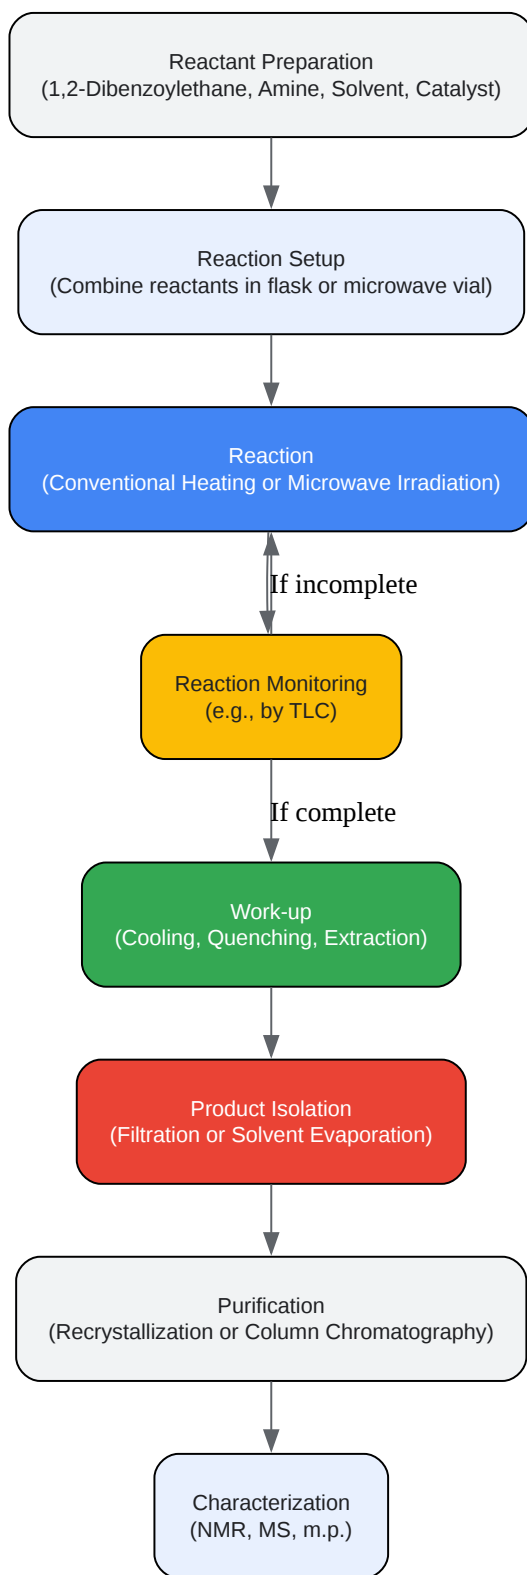 Reactant Preparation
(1,2-Dibenzoylethane, Amine, Solvent, Catalyst)
Reaction Setup
(Combine reactants in flask or microwave vial)
Reaction
(Conventional Heating or Microwave Irradiation)
If incomplete
Reaction Monitoring
(e.g., by TLC)
If complete
Work-up
(Cooling, Quenching, Extraction)
Product Isolation
(Filtration or Solvent Evaporation)
Purification
(Recrystallization or Column Chromatography)
Characterization
(NMR, MS, m.p.)